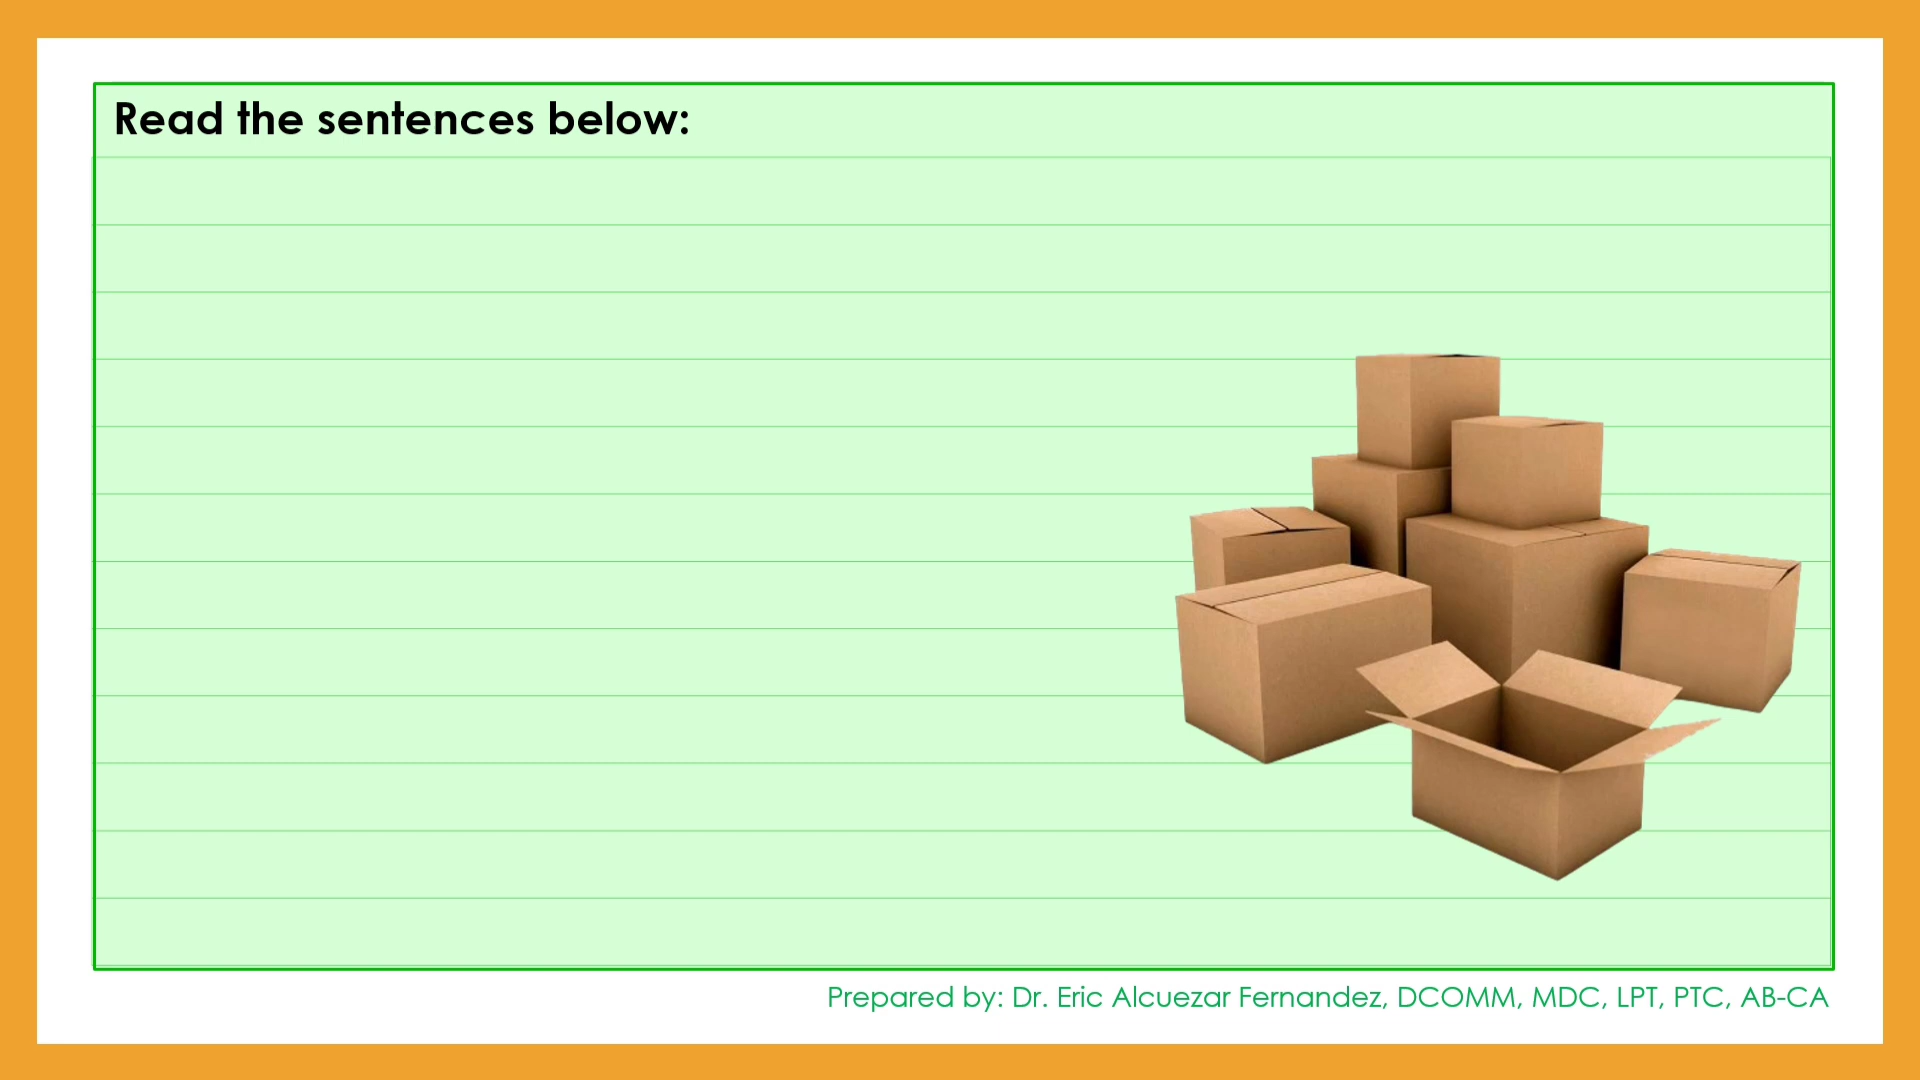 Read the sentences below:
Prepared by: Dr. Eric Alcuezar Fernandez, DCOMM, MDC, LPT, PTC, AB-CA